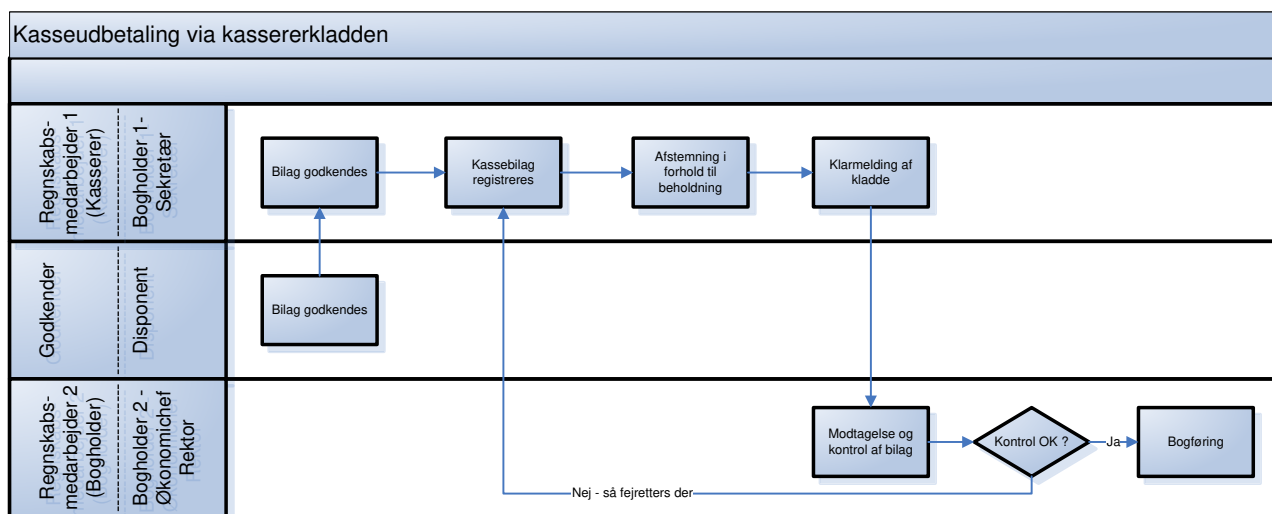 Kasseudbetaling via kassererkladden
Regnskabs-
medarbejder 1
(Kasserer)
Bogholder 1-
Sekretær
Bilag godkendes
Kassebilag
registreres
Afstemning i
forhold til
beholdning
Klarmelding af
kladde
Godkender
Disponent
Bilag godkendes
Regnskabs-
medarbejder 2
(Bogholder)
Bogholder 2 -
Økonomichef
Rektor
Modtagelse og
kontrol af bilag
Kontrol OK ?
Ja
Bogføring
Nej - så fejretters der